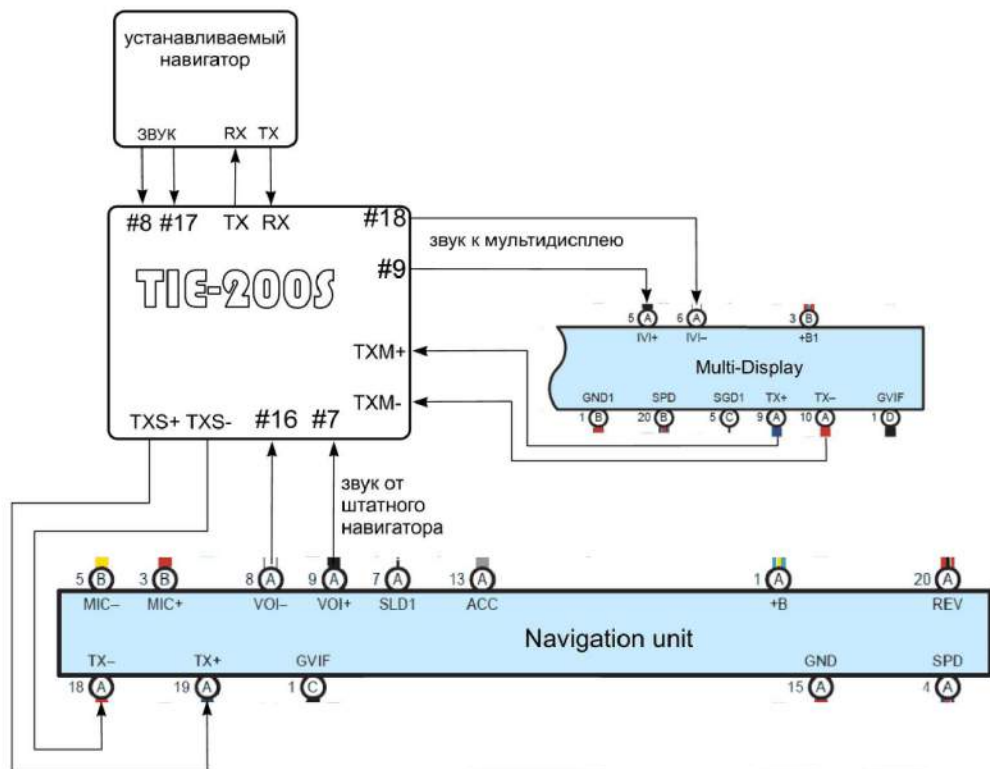 устанавливаемый
навигатор
ЗВУК RX TX
#8 #17 TX RX #18
звук к мультидисплею
#9
TIE-200S
5 A 6 A 3 B
IVI+ IVI– +B1
TXM+
Multi-Display
TXM-
GND1 SPD SGD1 TX+ TX– GVIF
1 B 20 B 5 C 9 A 10 A 1 D
TXS+ TXS- #16 #7
звук от
штатного
навигатора
5 B 3 B 8 A 9 A 7 A 13 A 1 A 20 A
MIC– MIC+ VOI– VOI+ SLD1 ACC +B REV
Navigation unit
TX– TX+ GVIF GND SPD
18 A 19 A 1 C 15 A 4 A